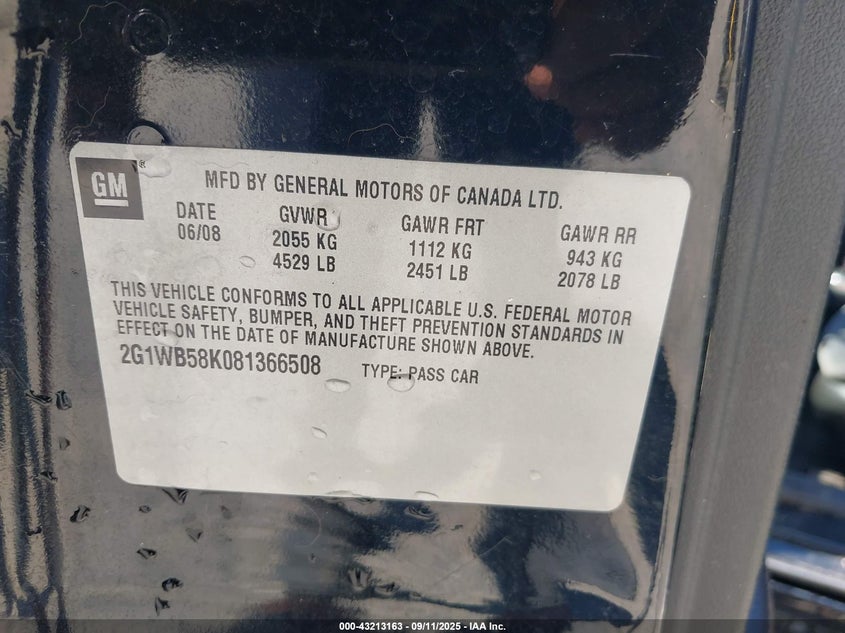 GM
MFD BY GENERAL MOTORS OF CANADA LTD.
DATE GVWR GAWR FRT GAWR RR
06/08 2055 KG 1112 KG 943 KG
4529 LB 2451 LB 2078 LB
THIS VEHICLE CONFORMS TO ALL APPLICABLE U.S. FEDERAL MOTOR
VEHICLE SAFETY, BUMPER, AND THEFT PREVENTION STANDARDS IN
EFFECT ON THE DATE OF MANUFACTURE SHOWN ABOVE.
2G1WB58K081366508 TYPE: PASS CAR
000-43213163 - 09/11/2025 - IAA Inc.